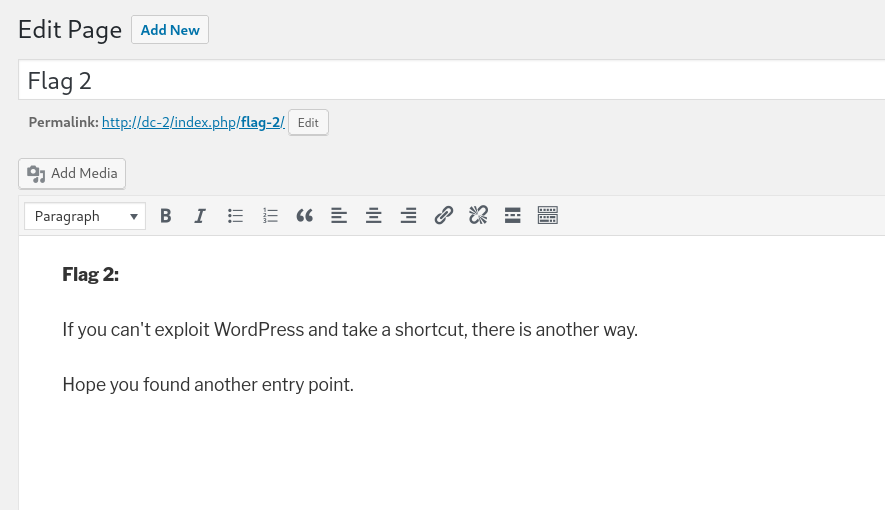 Edit Page Add New
Flag 2
Permalink: http://dc-2/index.php/flag-2/ Edit
Add Media
Paragraph
Flag 2:
If you can't exploit WordPress and take a shortcut, there is another way.
Hope you found another entry point.